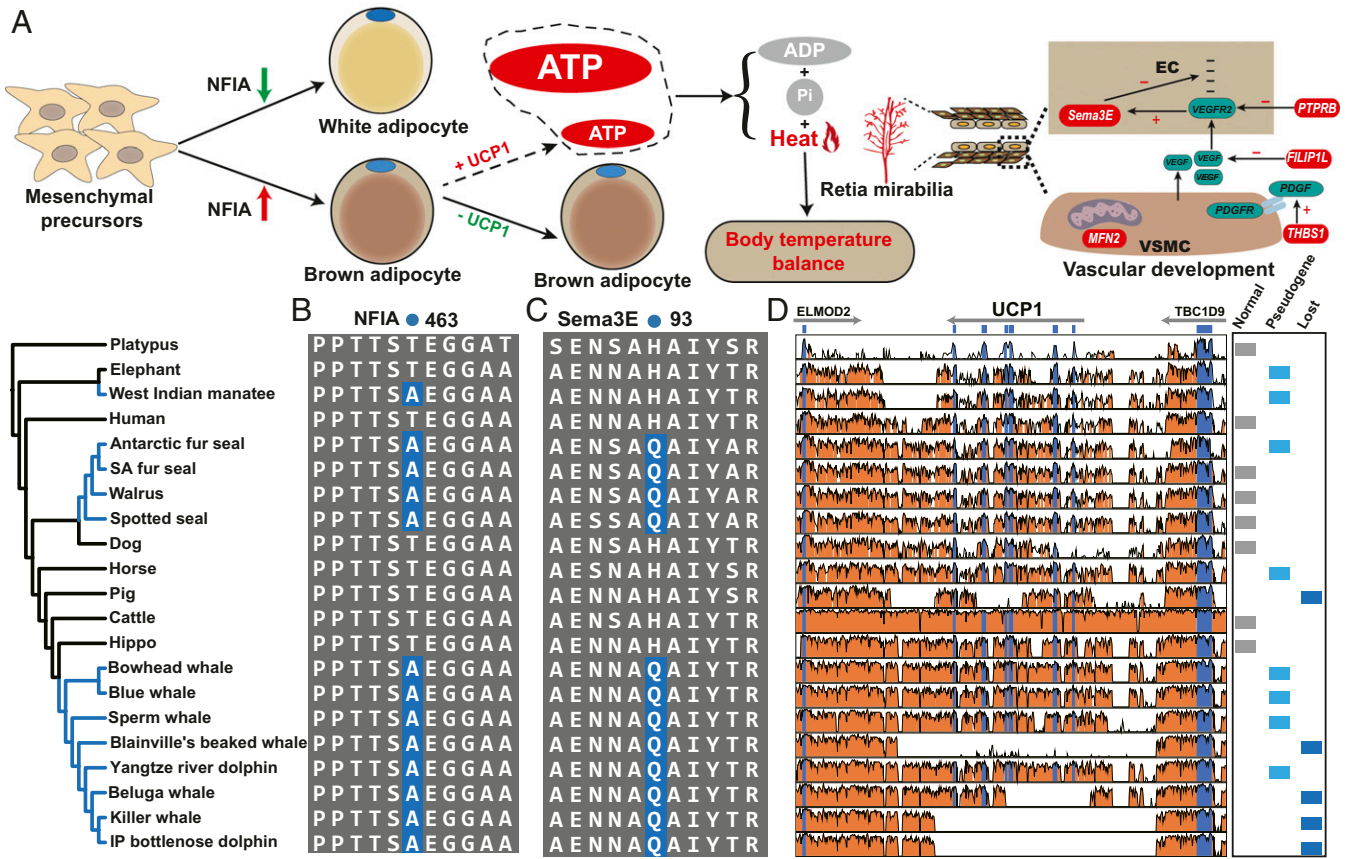 A
NFIA
White adipocyte
Mesenchymal
precursors
NFIA
Brown adipocyte
+ UCP1
- UCP1
ATP
ATP
Brown adipocyte
ADP
+
Pi
+
Heat
Body temperature
balance
Retia mirabilia
EC
Sema3E
VEGFR2
PTPRB
−
+
−
VEGF
VEGF
VEGF
FILIP1L
−
PDGF
PDGFR
+
THBS1
MFN2
VSMC
Vascular development
B
NFIA ● 463
C
Sema3E ● 93
D
ELMOD2
UCP1
TBC1D9
Normal
Pseudogene
Lost
Platypus
Elephant
West Indian manatee
Human
Antarctic fur seal
SA fur seal
Walrus
Spotted seal
Dog
Horse
Pig
Cattle
Hippo
Bowhead whale
Blue whale
Sperm whale
Blainville's beaked whale
Yangtze river dolphin
Beluga whale
Killer whale
IP bottlenose dolphin
PPTTSTEGGAT
PPTTSTEGGAA
PPTTSAEGGAA
PPTTSTEGGAA
PPTTSAEGGAA
PPTTSAEGGAA
PPTTSAEGGAA
PPTTSAEGGAA
PPTTSTEGGAA
PPTTSTEGGAA
PPTTSTEGGAA
PPTTSTEGGAA
PPTTSTEGGAA
PPTTSAEGGAA
PPTTSAEGGAA
PPTTSAEGGAA
PPTTSAEGGAA
PPTTSAEGGAA
PPTTSAEGGAA
PPTTSAEGGAA
PPTTSAEGGAA
SENSAHAIYSR
AENNAHAIYTR
AENNAHAIYTR
AENNAHAIYTR
AENSAQAIYAR
AENSAQAIYAR
AENSAQAIYAR
AESSAQAIYAR
AENSAHAIYTR
AESNAHAIYSR
AENNAHAIYSR
AENSAHAIYTR
AENNAHAIYTR
AENNAQAIYTR
AENNAQAIYTR
AENNAQAIYTR
AENNAQAIYTR
AENNAQAIYTR
AENNAQAIYTR
AENNAQAIYTR
AENNAQAIYTR